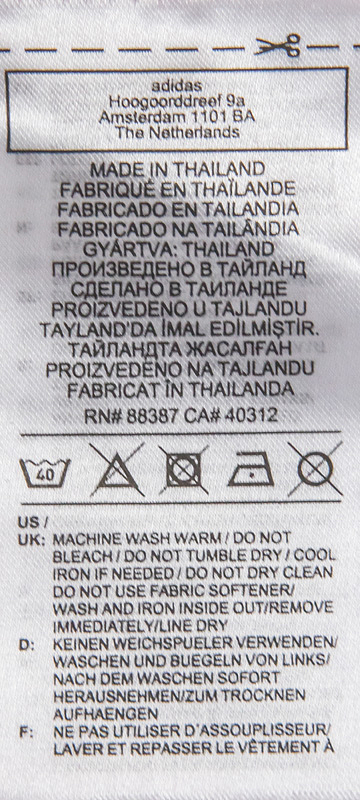 adidas
Hoogoorddreef 9a
Amsterdam 1101 BA
The Netherlands
MADE IN THAILAND
FABRIQUÉ EN THAÏLANDE
FABRICADO EN TAILANDIA
FABRICADO NA TAILÂNDIA
GYÁRTVA: THAILAND
ПРОИЗВЕДЕНО В ТАЙЛАНД
СДЕЛАНО В ТАИЛАНДЕ
PROIZVEDENO U TAJLANDU
TAYLAND'DA İMAL EDİLMİŞTİR.
ТАЙЛАНДТА ЖАСАЛҒАН
PROIZVEDENO NA TAJLANDU
FABRICAT ÎN THAILANDA
RN# 88387 CA# 40312
40
US /
UK: MACHINE WASH WARM / DO NOT
BLEACH / DO NOT TUMBLE DRY / COOL
IRON IF NEEDED / DO NOT DRY CLEAN
DO NOT USE FABRIC SOFTENER/
WASH AND IRON INSIDE OUT/REMOVE
IMMEDIATELY/LINE DRY
D: KEINEN WEICHSPUELER VERWENDEN/
WASCHEN UND BUEGELN VON LINKS/
NACH DEM WASCHEN SOFORT
HERAUSNEHMEN/ZUM TROCKNEN
AUFHAENGEN
F: NE PAS UTILISER D'ASSOUPLISSEUR/
LAVER ET REPASSER LE VÊTEMENT À